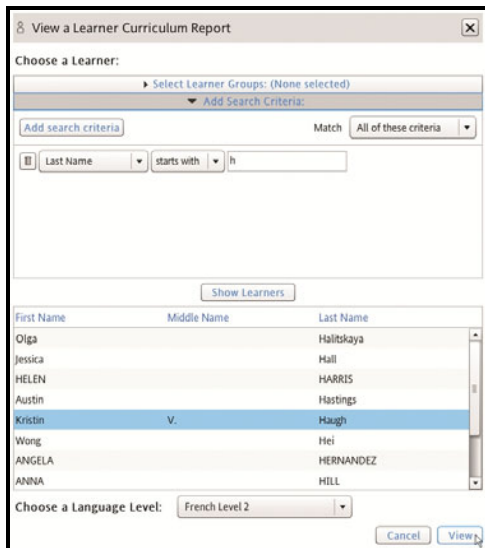 View a Learner Curriculum Report
Choose a Learner:
Select Learner Groups: (None selected)
Add Search Criteria:
Add search criteria Match All of these criteria
Last Name starts with h
Show Learners
First Name Middle Name Last Name
Olga Halitskaya
Jessica Hall
HELEN HARRIS
Austin Hastings
Kristin V. Haugh
Wong Hei
ANGELA HERNANDEZ
ANNA HILL
Choose a Language Level: French Level 2
Cancel View